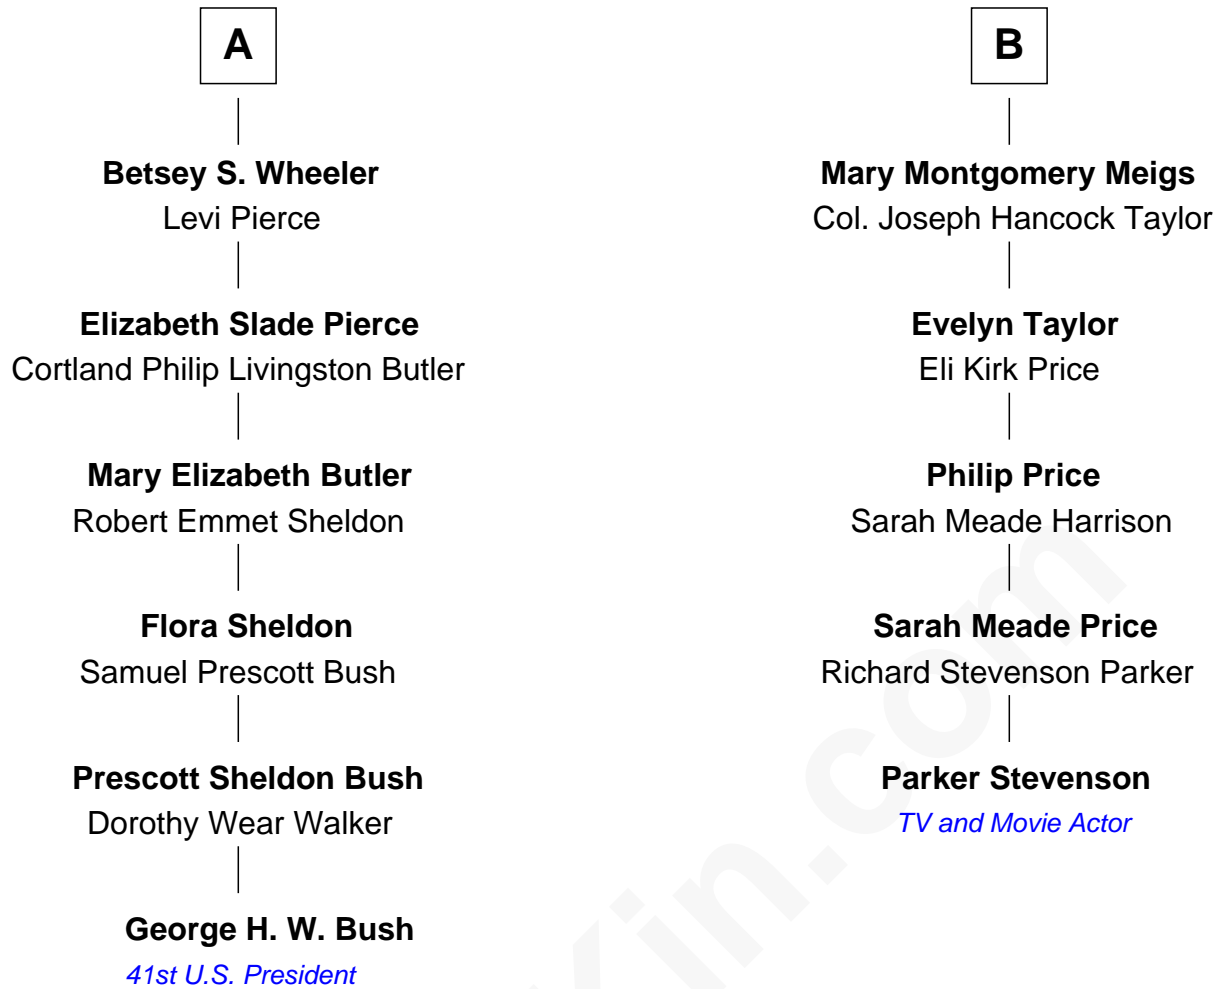 A
Betsey S. Wheeler
Levi Pierce
Elizabeth Slade Pierce
Cortland Philip Livingston Butler
Mary Elizabeth Butler
Robert Emmet Sheldon
Flora Sheldon
Samuel Prescott Bush
Prescott Sheldon Bush
Dorothy Wear Walker
George H. W. Bush
41st U.S. President
B
Mary Montgomery Meigs
Col. Joseph Hancock Taylor
Evelyn Taylor
Eli Kirk Price
Philip Price
Sarah Meade Harrison
Sarah Meade Price
Richard Stevenson Parker
Parker Stevenson
TV and Movie Actor